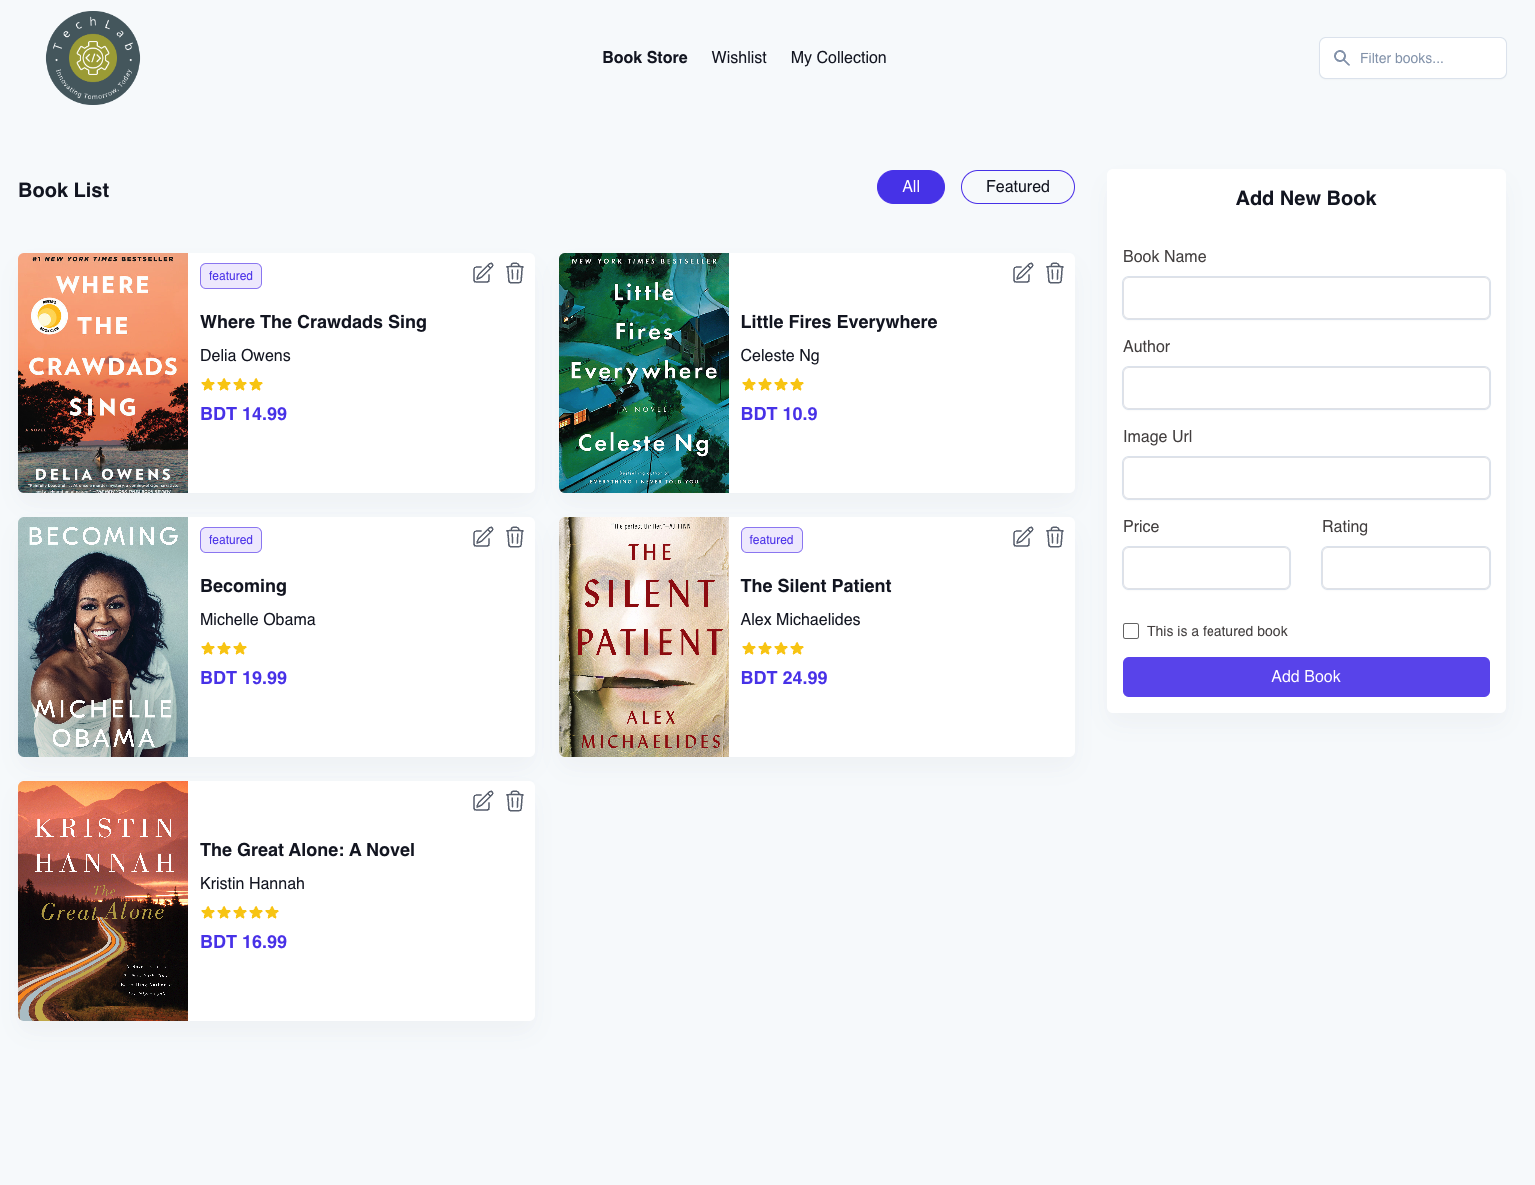 TechLab
Innovating Tomorrow, Today
Book Store
Wishlist
My Collection
Filter books...
Book List
All
Featured
#1 NEW YORK TIMES BESTSELLER
WHERE
THE
CRAWDADS
SING
A NOVEL
DELIA OWENS
featured
Where The Crawdads Sing
Delia Owens
BDT 14.99
NEW YORK TIMES BESTSELLER
Little
Fires
Everywhere
A NOVEL
Celeste Ng
EVERYTHING I NEVER TOLD YOU
Little Fires Everywhere
Celeste Ng
BDT 10.9
BECOMING
MICHELLE
OBAMA
featured
Becoming
Michelle Obama
BDT 19.99
THE
SILENT
PATIENT
ALEX
MICHAELIDES
featured
The Silent Patient
Alex Michaelides
BDT 24.99
KRISTIN
HANNAH
The
Great Alone
The Great Alone: A Novel
Kristin Hannah
BDT 16.99
Add New Book
Book Name
Author
Image Url
Price
Rating
This is a featured book
Add Book